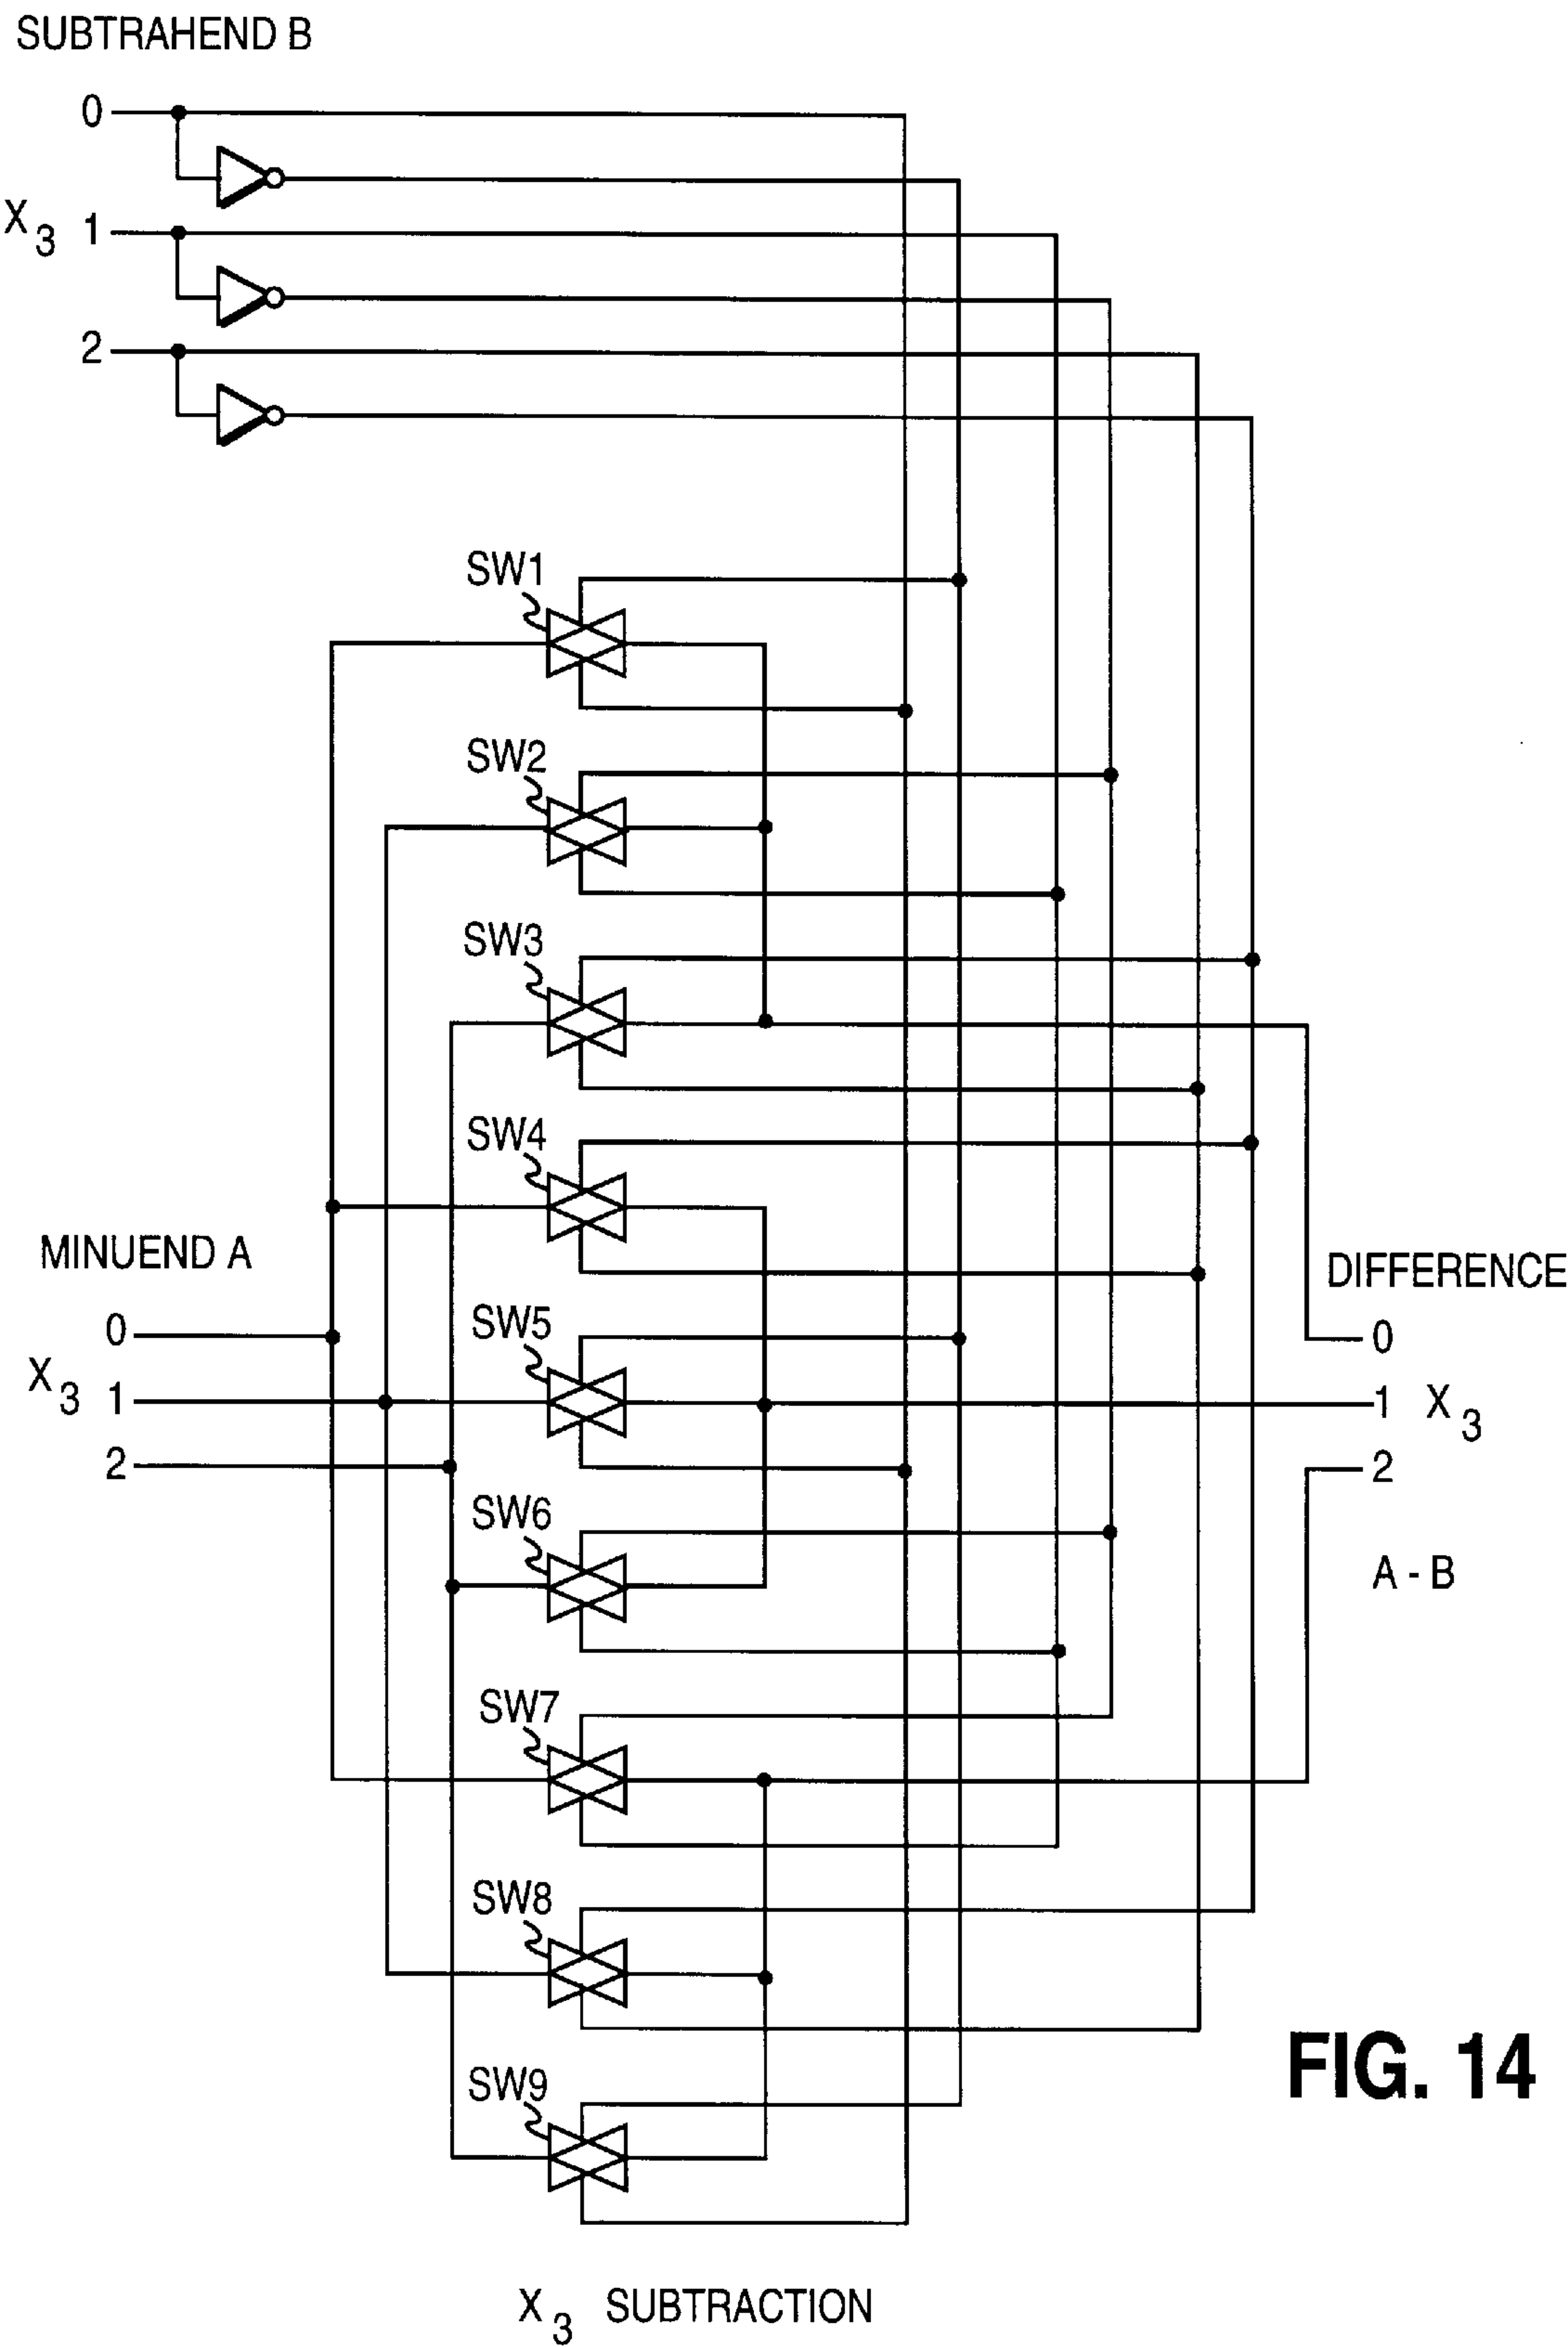 SUBTRAHEND B
0
X3 1
2
SW1
SW2
SW3
SW4
MINUEND A
DIFFERENCE
SW5
0
0
X3 1
1 X3
2
2
SW6
A - B
SW7
SW8
FIG. 14
SW9
X3 SUBTRACTION